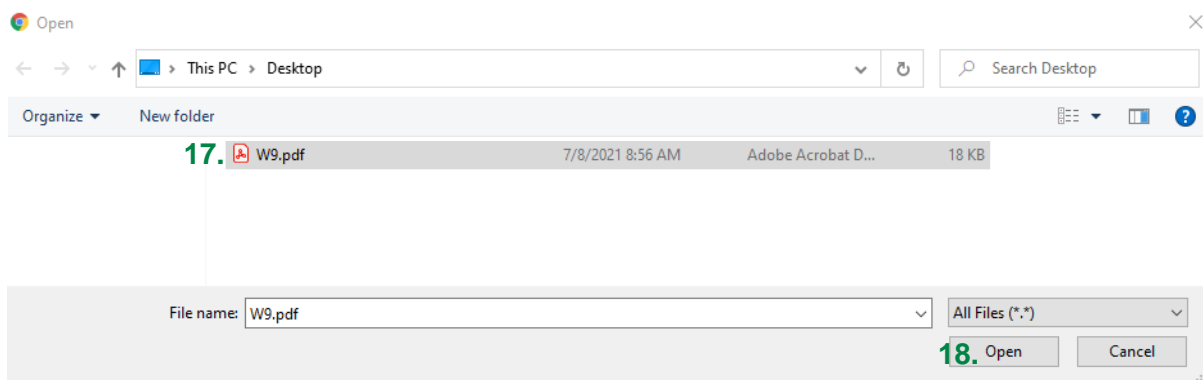 Open
This PC > Desktop
Search Desktop
Organize
New folder
17. W9.pdf 7/8/2021 8:56 AM Adobe Acrobat D... 18 KB
File name: W9.pdf All Files (*.*)
18. Open Cancel